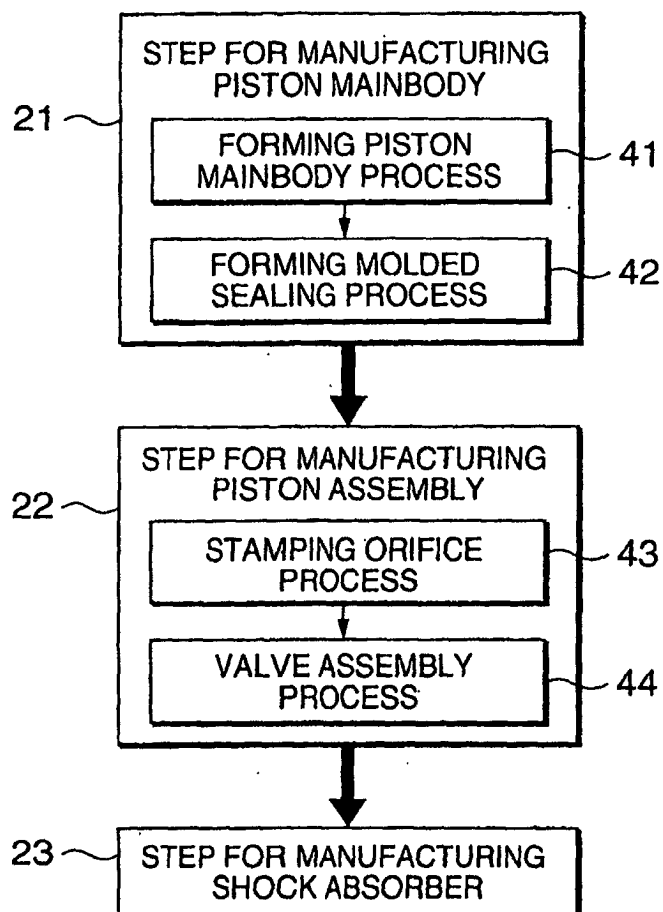 STEP FOR MANUFACTURING
PISTON MAINBODY
21
FORMING PISTON
MAINBODY PROCESS
41
FORMING MOLDED
SEALING PROCESS
42
STEP FOR MANUFACTURING
PISTON ASSEMBLY
22
STAMPING ORIFICE
PROCESS
43
VALVE ASSEMBLY
PROCESS
44
23
STEP FOR MANUFACTURING
SHOCK ABSORBER